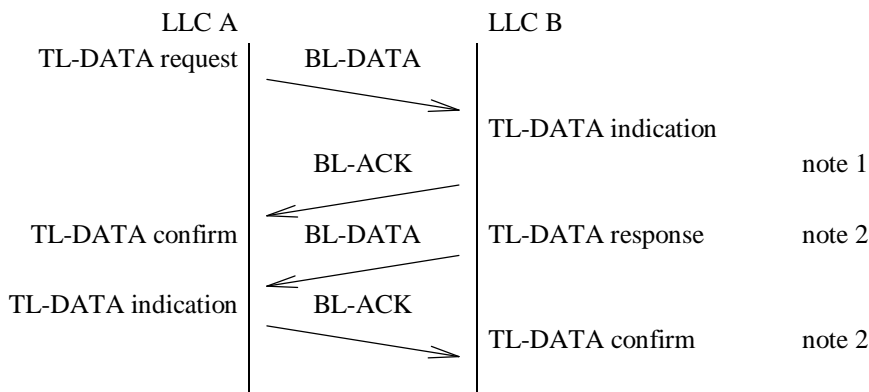 LLC A LLC B
TL-DATA request BL-DATA
TL-DATA indication
BL-ACK note 1
TL-DATA confirm BL-DATA TL-DATA response note 2
TL-DATA indication BL-ACK
TL-DATA confirm note 2